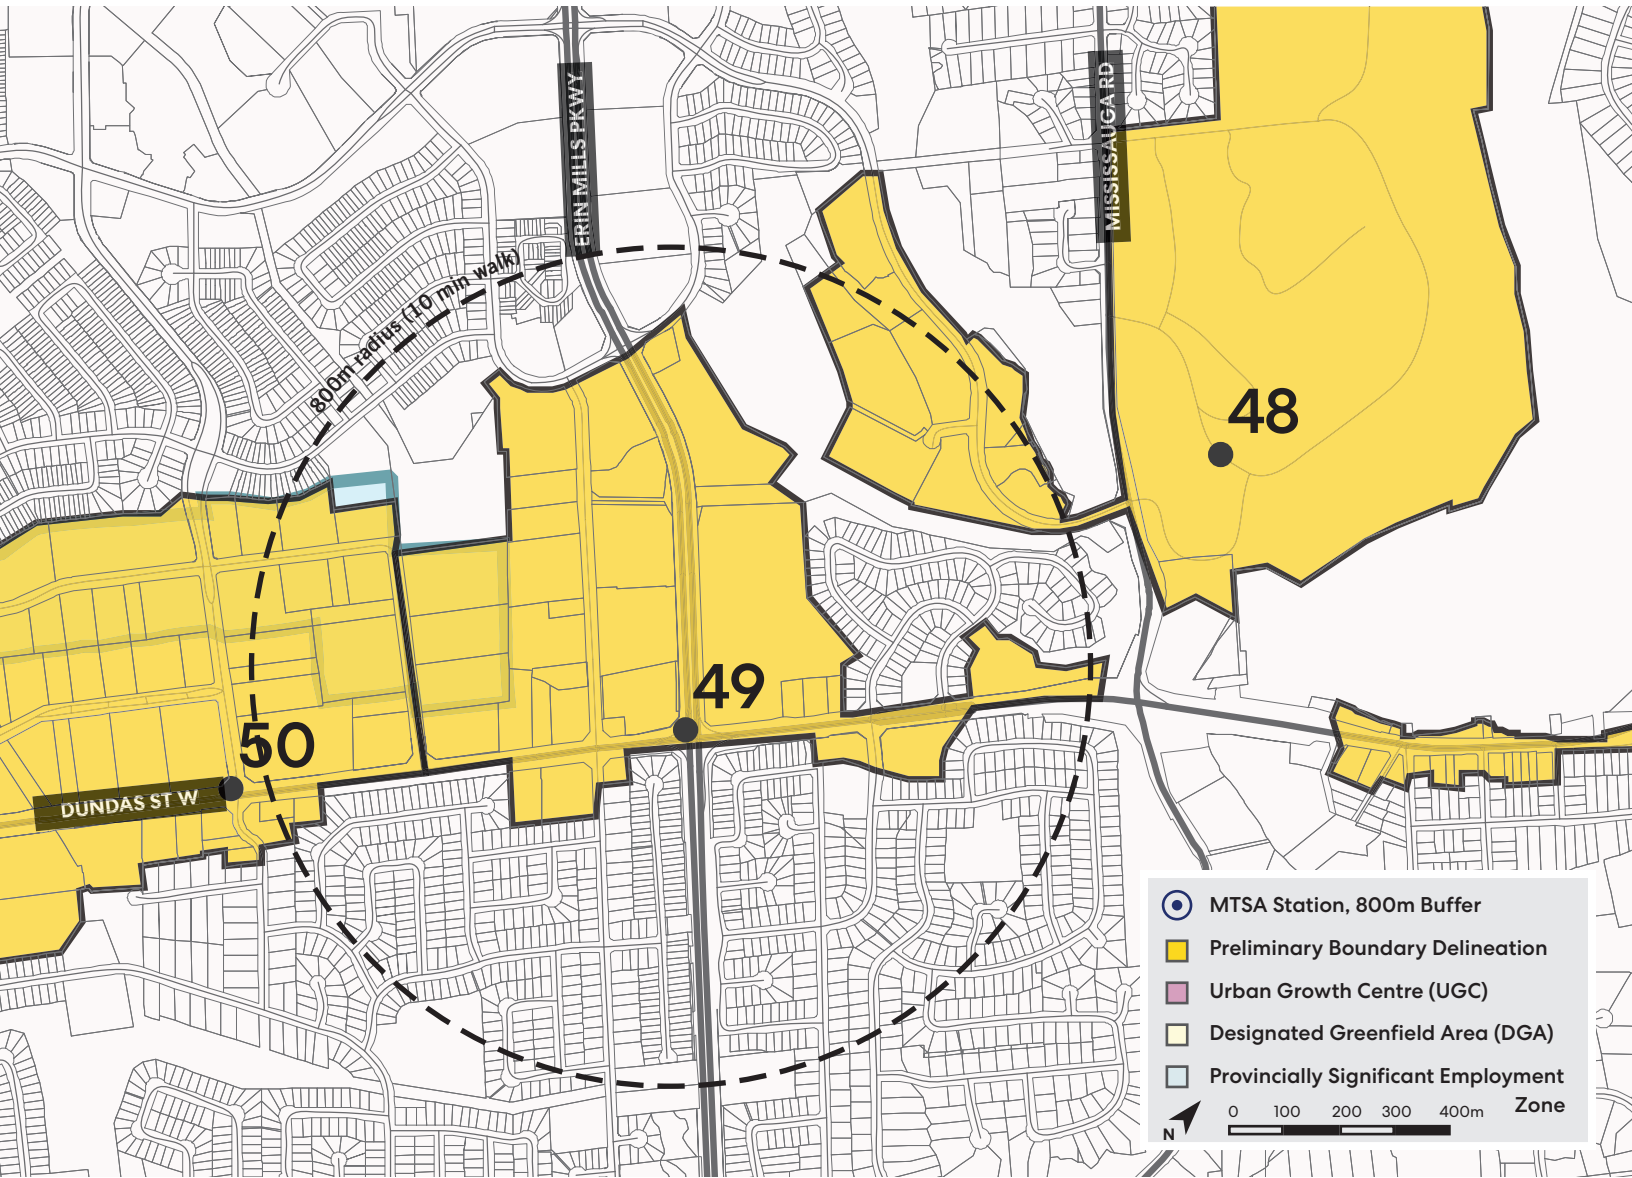 ERIN MILLS PKWY
MISSISSAUGA RD
800m radius (10 min walk)
48
49
50
DUNDAS ST W
MTSA Station, 800m Buffer
Preliminary Boundary Delineation
Urban Growth Centre (UGC)
Designated Greenfield Area (DGA)
Provincially Significant Employment
Zone
0 100 200 300 400m
N